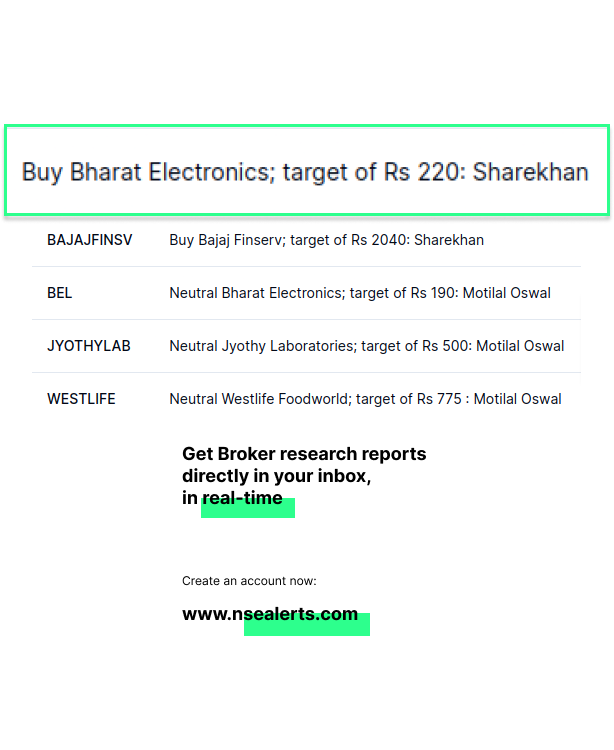 Buy Bharat Electronics; target of Rs 220: Sharekhan
BAJAJFINSV Buy Bajaj Finserv; target of Rs 2040: Sharekhan
BEL Neutral Bharat Electronics; target of Rs 190: Motilal Oswal
JYOTHYLAB Neutral Jyothy Laboratories; target of Rs 500: Motilal Oswal
WESTLIFE Neutral Westlife Foodworld; target of Rs 775 : Motilal Oswal
Get Broker research reports
directly in your inbox,
in real-time
Create an account now:
www.nsealerts.com